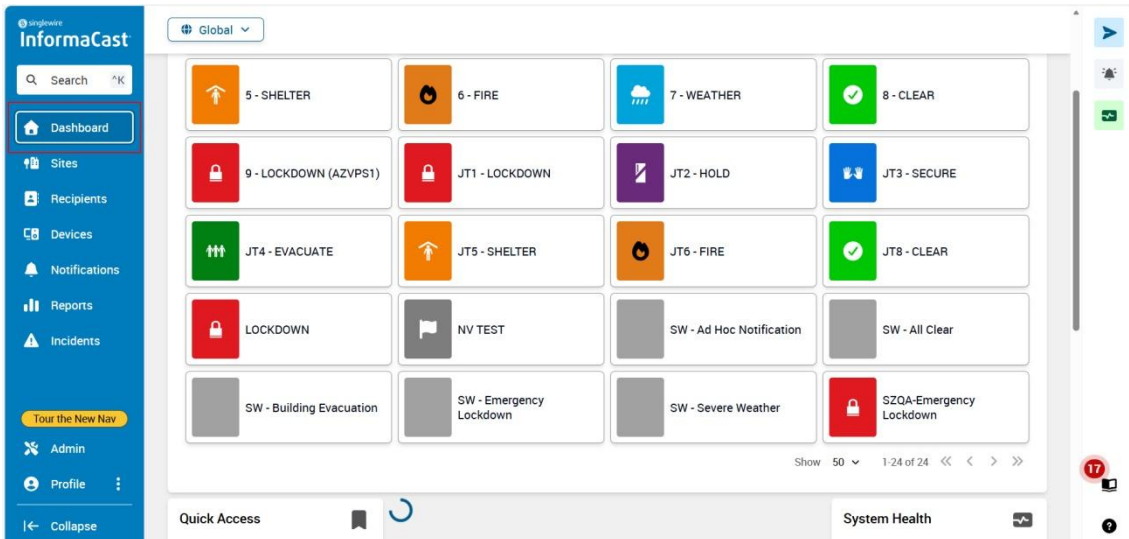 singlewire
InformaCast
Search ^K
Dashboard
Sites
Recipients
Devices
Notifications
Reports
Incidents
Tour the New Nav
Admin
Profile
Collapse
Global
5 - SHELTER
6 - FIRE
7 - WEATHER
8 - CLEAR
9 - LOCKDOWN (AZVPS1)
JT1 - LOCKDOWN
JT2 - HOLD
JT3 - SECURE
JT4 - EVACUATE
JT5 - SHELTER
JT6 - FIRE
JT8 - CLEAR
LOCKDOWN
NV TEST
SW - Ad Hoc Notification
SW - All Clear
SW - Building Evacuation
SW - Emergency
Lockdown
SW - Severe Weather
SZQA-Emergency
Lockdown
Show 50 1-24 of 24
Quick Access
System Health
17